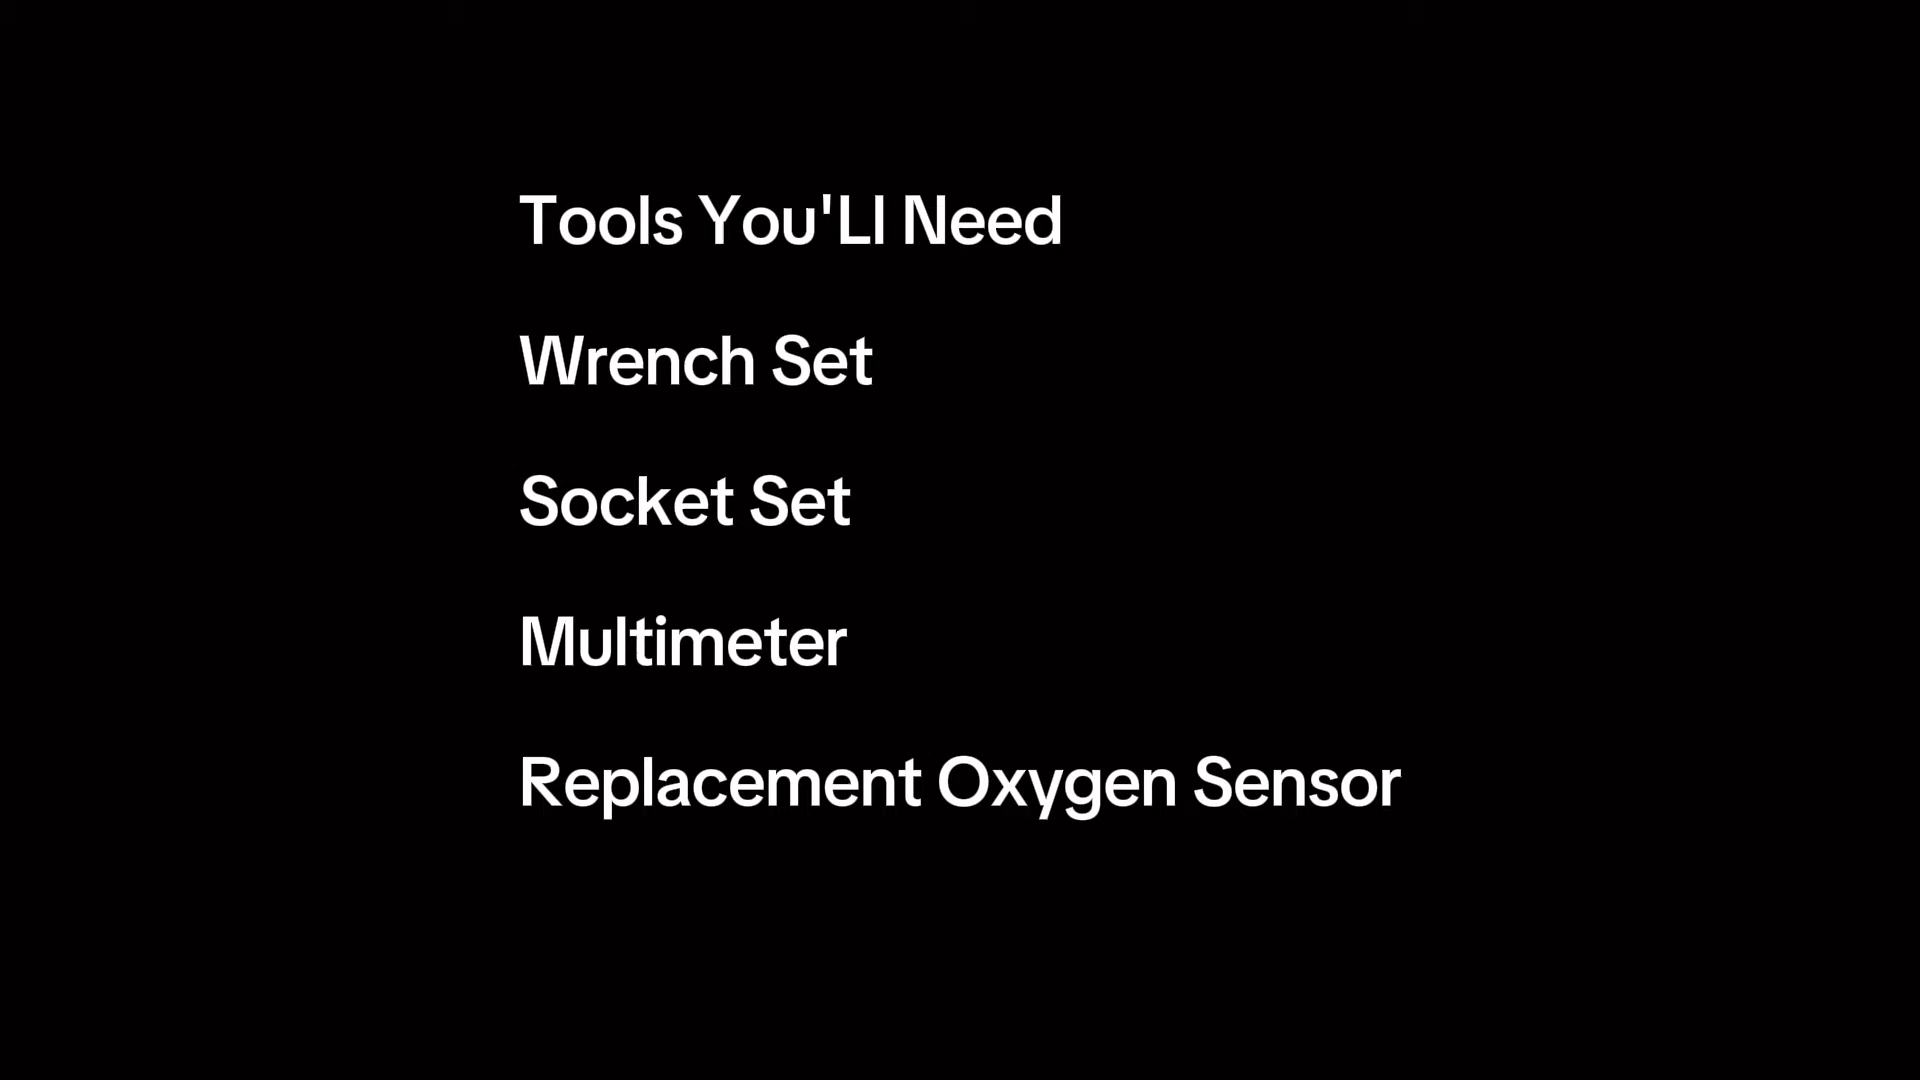 Tools You'Ll Need
Wrench Set
Socket Set
Multimeter
Replacement Oxygen Sensor